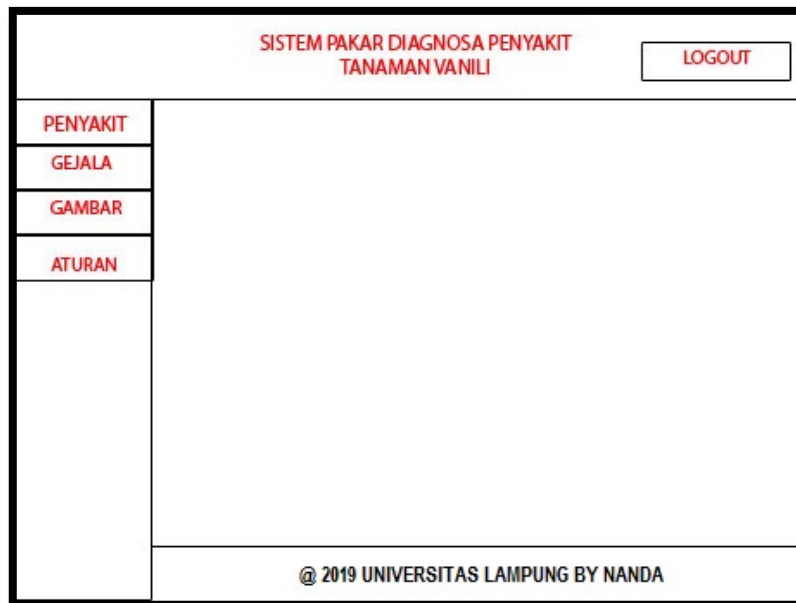 SISTEM PAKAR DIAGNOSA PENYAKIT
TANAMAN VANILI
LOGOUT
PENYAKIT
GEJALA
GAMBAR
ATURAN
@ 2019 UNIVERSITAS LAMPUNG BY NANDA